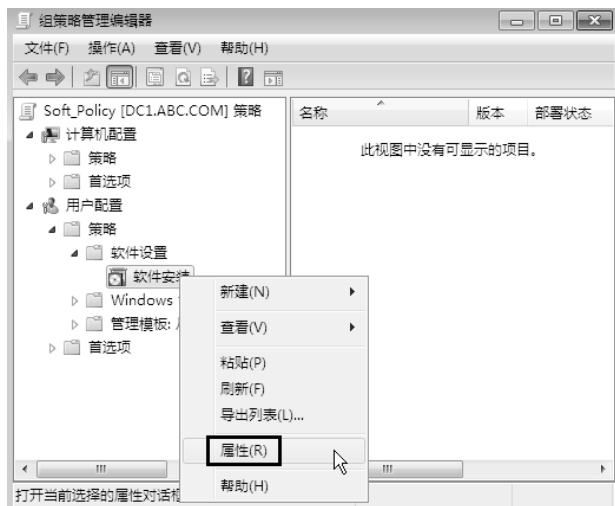 组策略管理编辑器
文件(F) 操作(A) 查看(V) 帮助(H)
Soft_Policy [DC1.ABC.COM] 策略
计算机配置
策略
首选项
用户配置
策略
软件设置
软件安装
Windows
管理模板:
首选项
名称 版本 部署状态
此视图中没有可显示的项目。
新建(N)
查看(V)
粘贴(P)
刷新(F)
导出列表(L)...
属性(R)
帮助(H)
打开当前选择的属性对话框